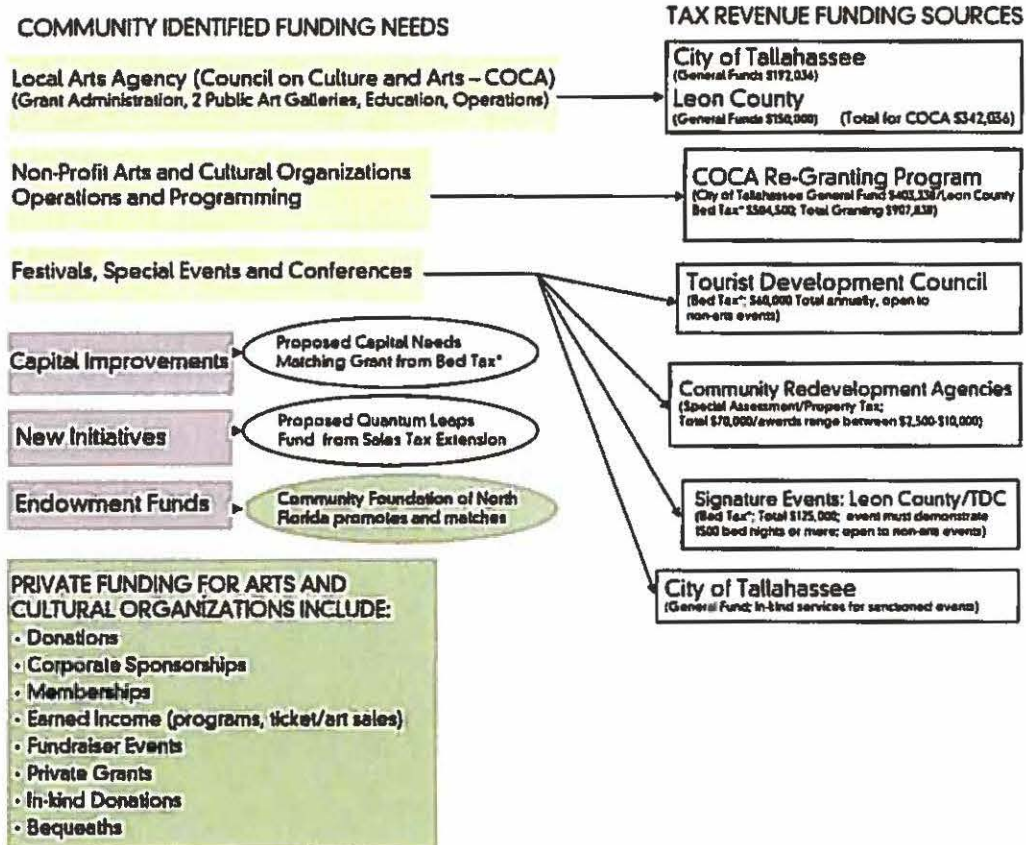 COMMUNITY IDENTIFIED FUNDING NEEDS
Local Arts Agency (Council on Culture and Arts – COCA)
(Grant Administration, 2 Public Art Galleries, Education, Operations)
Non-Profit Arts and Cultural Organizations
Operations and Programming
Festivals, Special Events and Conferences
Capital Improvements
Proposed Capital Needs
Matching Grant from Bed Tax*
New Initiatives
Proposed Quantum Leaps
Fund from Sales Tax Extension
Endowment Funds
Community Foundation of North
Florida promotes and matches
PRIVATE FUNDING FOR ARTS AND
CULTURAL ORGANIZATIONS INCLUDE:
• Donations
• Corporate Sponsorships
• Memberships
• Earned Income (programs, ticket/art sales)
• Fundraiser Events
• Private Grants
• In-kind Donations
• Bequeaths
TAX REVENUE FUNDING SOURCES
City of Tallahassee
(General Funds $192,036)
Leon County
(General Funds $150,000) (Total for COCA $342,036)
COCA Re-Granting Program
(City of Tallahassee General Fund $403,338/Leon County
Bed Tax* $504,500; Total Granting $907,838)
Tourist Development Council
(Bed Tax*; $60,000 Total annually, open to
non-arts events)
Community Redevelopment Agencies
(Special Assessment/Property Tax;
Total $70,000/awards range between $2,500-$10,000)
Signature Events: Leon County/TDC
(Bed Tax*; Total $125,000; event must demonstrate
1500 bed nights or more; open to non-arts events)
City of Tallahassee
(General Fund; In-kind services for sanctioned events)